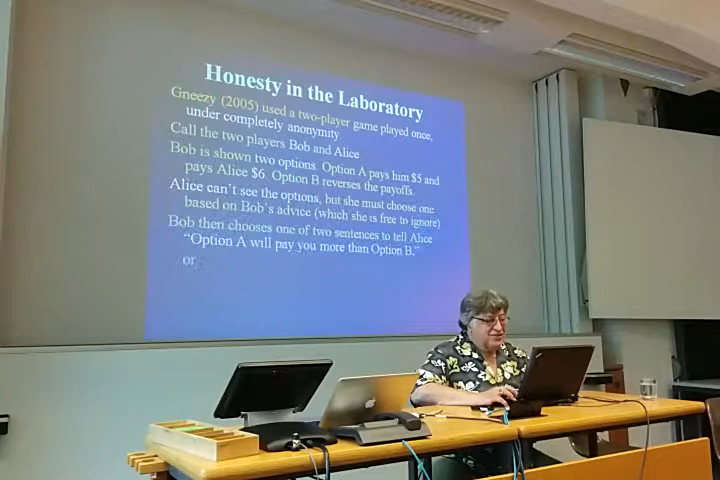 Honesty in the Laboratory
Gneezy (2005) used a two-player game played once,
under completely anonymity.
Call the two players Bob and Alice
Bob is shown two options. Option A pays him $5 and
pays Alice $6. Option B reverses the payoffs.
Alice can't see the options, but she must choose one
based on Bob's advice (which she is free to ignore)
Bob then chooses one of two sentences to tell Alice
“Option A will pay you more than Option B.”
or